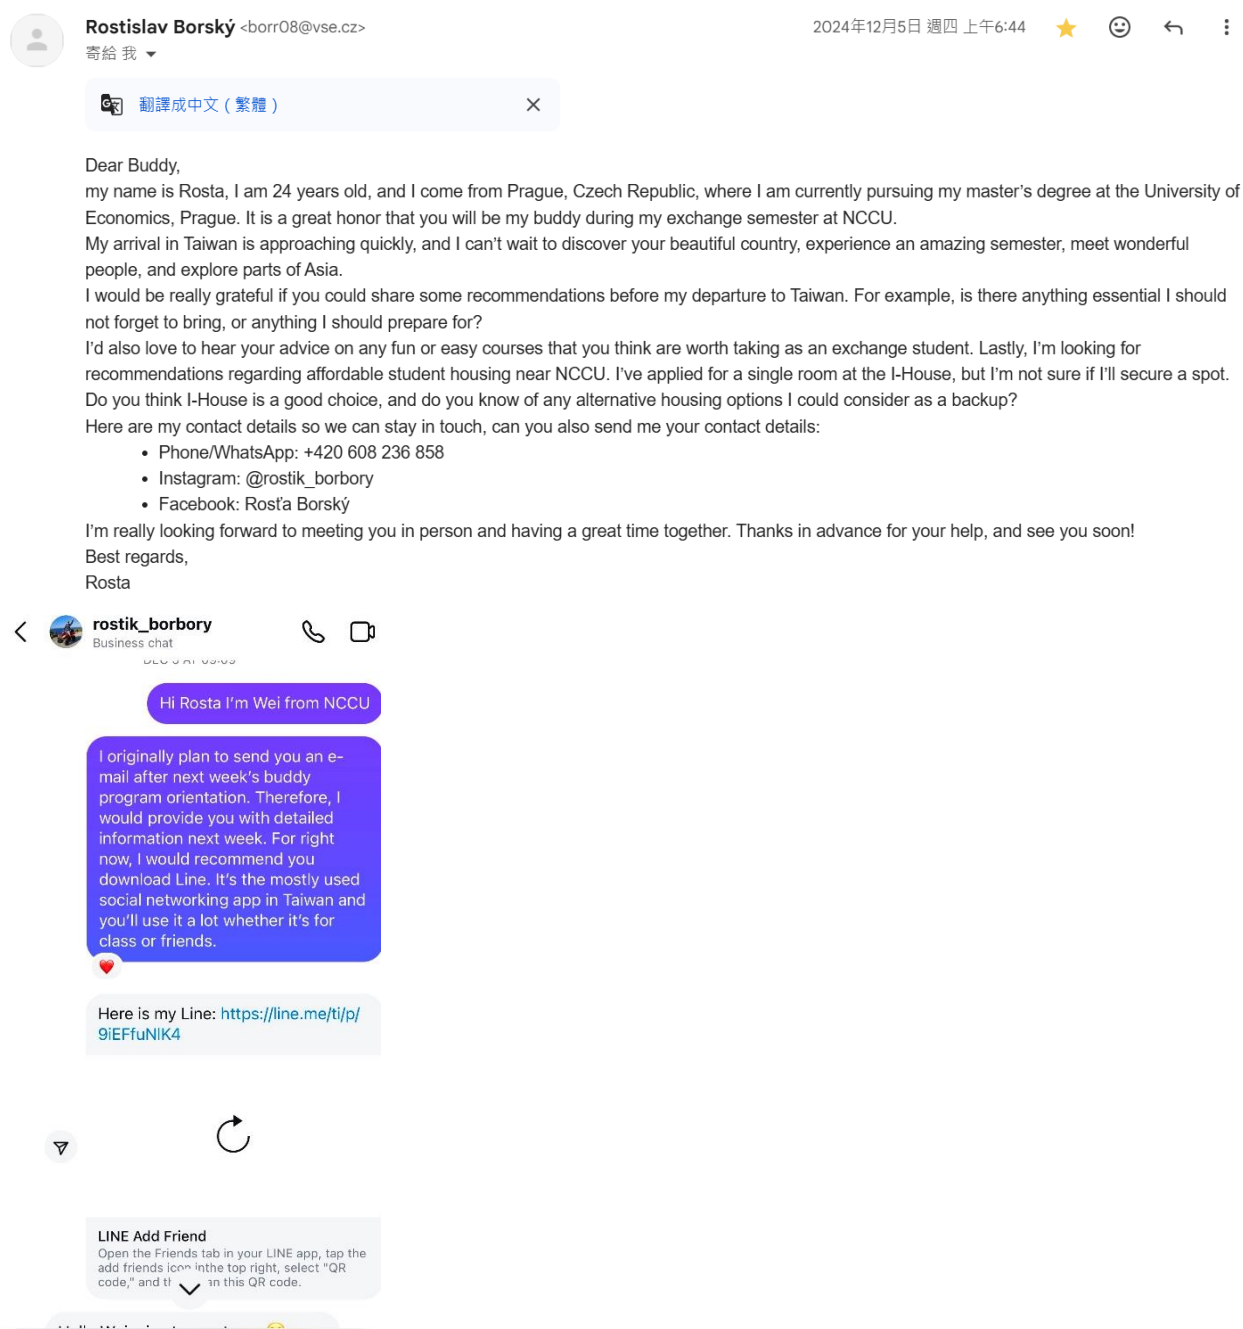 Rostislav Borský <borr08@vse.cz>
2024年12月5日 週四 上午6:44
寄給 我
翻譯成中文 ( 繁體 )
Dear Buddy,
my name is Rosta, I am 24 years old, and I come from Prague, Czech Republic, where I am currently pursuing my master's degree at the University of
Economics, Prague. It is a great honor that you will be my buddy during my exchange semester at NCCU.
My arrival in Taiwan is approaching quickly, and I can't wait to discover your beautiful country, experience an amazing semester, meet wonderful
people, and explore parts of Asia.
I would be really grateful if you could share some recommendations before my departure to Taiwan. For example, is there anything essential I should
not forget to bring, or anything I should prepare for?
I'd also love to hear your advice on any fun or easy courses that you think are worth taking as an exchange student. Lastly, I'm looking for
recommendations regarding affordable student housing near NCCU. I've applied for a single room at the I-House, but I'm not sure if I'll secure a spot.
Do you think I-House is a good choice, and do you know of any alternative housing options I could consider as a backup?
Here are my contact details so we can stay in touch, can you also send me your contact details:
• Phone/WhatsApp: +420 608 236 858
• Instagram: @rostik_borbory
• Facebook: Rosťa Borský
I'm really looking forward to meeting you in person and having a great time together. Thanks in advance for your help, and see you soon!
Best regards,
Rosta
rostik_borbory
Business chat
Hi Rosta I'm Wei from NCCU
I originally plan to send you an e-
mail after next week's buddy
program orientation. Therefore, I
would provide you with detailed
information next week. For right
now, I would recommend you
download Line. It's the mostly used
social networking app in Taiwan and
you'll use it a lot whether it's for
class or friends.
Here is my Line: https://line.me/ti/p/
9iEFfuNlK4
LINE Add Friend
Open the Friends tab in your LINE app, tap the
add friends icon inthe top right, select "QR
code," and this QR code.